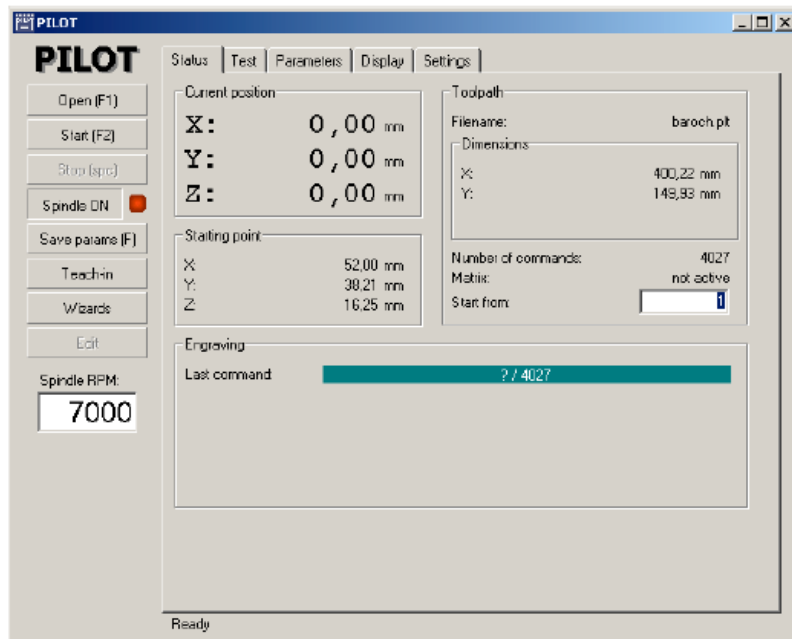 PILOT
PILOT
Status Test Parameters Display Settings
Open (F1)
Start (F2)
Stop (spc)
Spindle ON
Save params (F)
Teach-in
Wizards
Edit
Spindle RPM:
7000
Current position
X: 0,00 mm
Y: 0,00 mm
Z: 0,00 mm
Starting point
X: 52,00 mm
Y: 38,21 mm
Z: 16,25 mm
Toolpath
Filename: baroch.plt
Dimensions
X: 400,22 mm
Y: 149,93 mm
Number of commands: 4027
Matrix: not active
Start from: 1
Engraving
Last command: ? / 4027
Ready